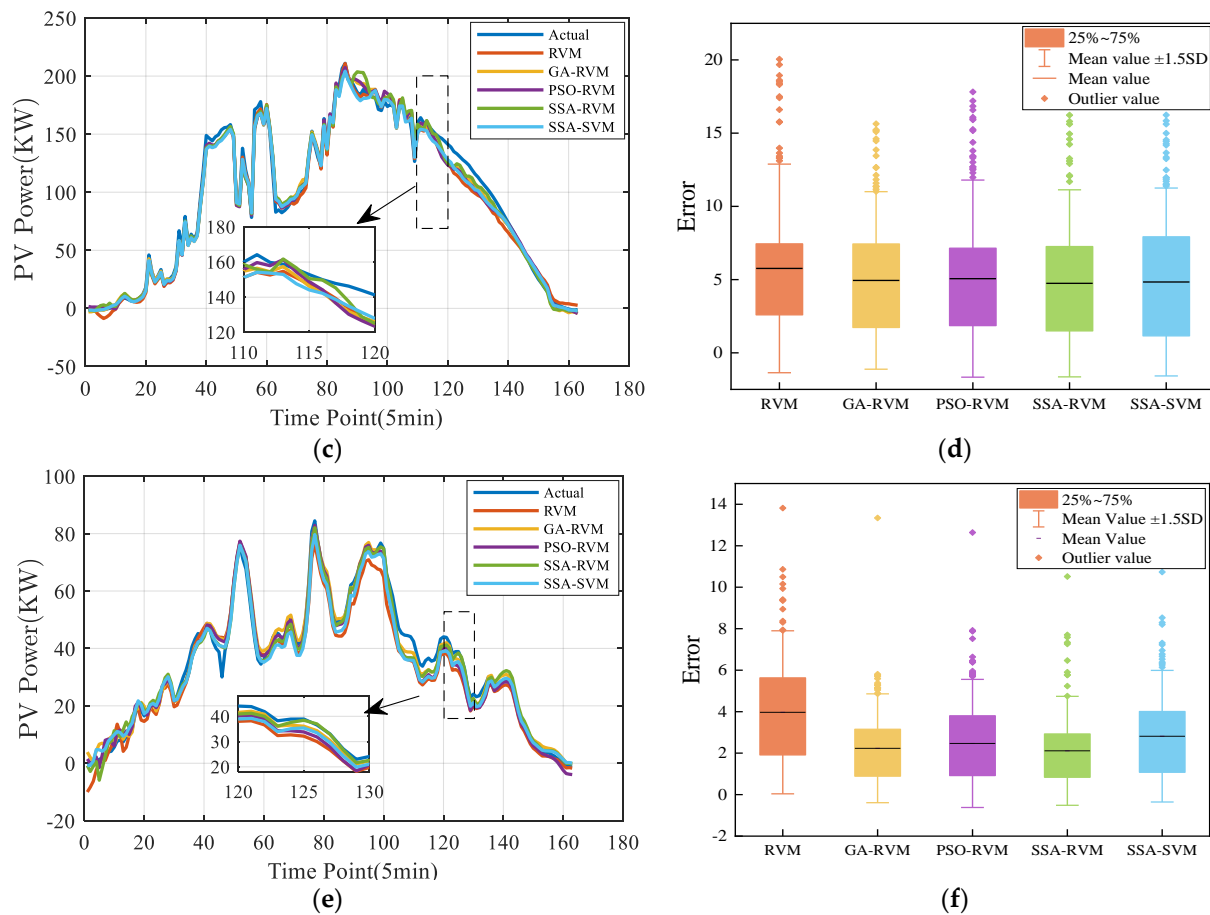 250
200
150
100
50
0
-50
PV Power(KW)
Actual
RVM
GA-RVM
PSO-RVM
SSA-RVM
SSA-SVM
180
160
140
120
110
115
120
0
20
40
60
80
100
120
140
160
180
Time Point(5min)
(c)
20
15
10
5
0
Error
25%~75%
Mean value ±1.5SD
Mean value
Outlier value
RVM
GA-RVM
PSO-RVM
SSA-RVM
SSA-SVM
(d)
100
80
60
40
20
0
-20
PV Power(KW)
Actual
RVM
GA-RVM
PSO-RVM
SSA-RVM
SSA-SVM
40
30
20
120
125
130
0
20
40
60
80
100
120
140
160
180
Time Point(5min)
(e)
14
12
10
8
6
4
2
0
-2
Error
25%~75%
Mean Value ±1.5SD
Mean Value
Outlier value
RVM
GA-RVM
PSO-RVM
SSA-RVM
SSA-SVM
(f)